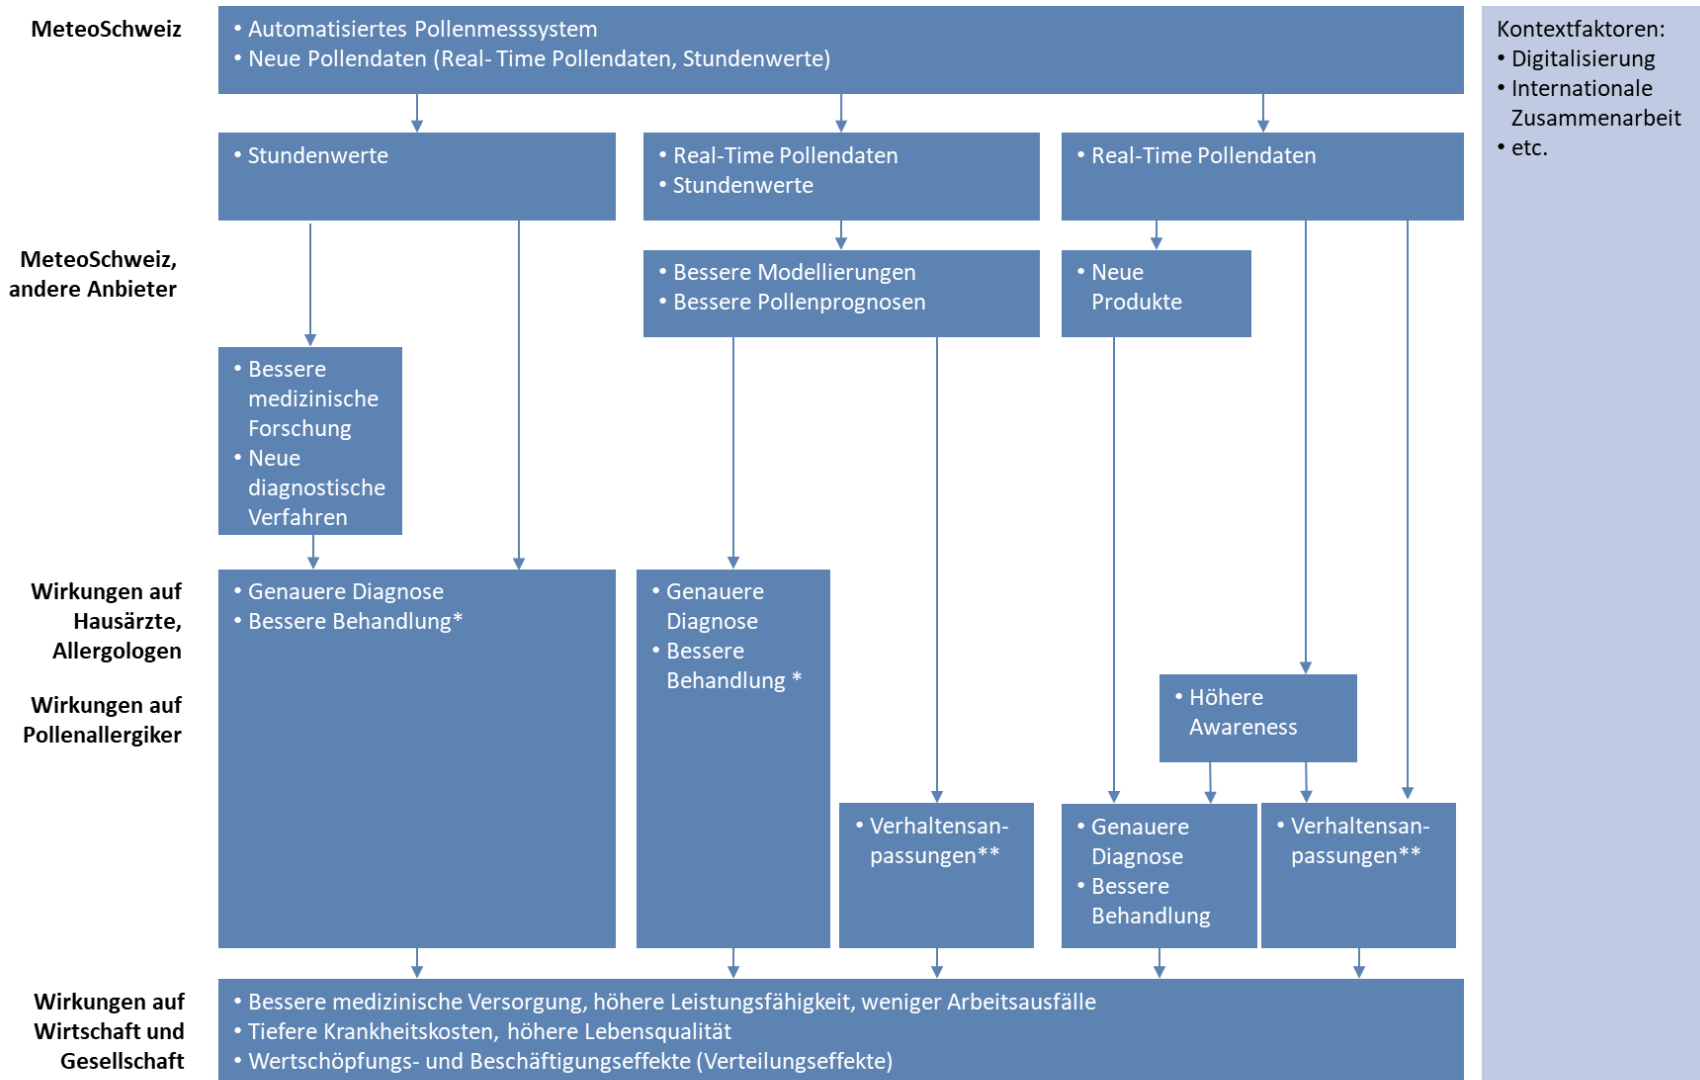 MeteoSchweiz
• Automatisiertes Pollenmesssystem
• Neue Pollendaten (Real- Time Pollendaten, Stundenwerte)
Kontextfaktoren:
• Digitalisierung
• Internationale
Zusammenarbeit
• etc.
• Stundenwerte
• Real-Time Pollendaten
• Stundenwerte
• Real-Time Pollendaten
MeteoSchweiz,
andere Anbieter
• Bessere Modellierungen
• Bessere Pollenprognosen
• Neue
Produkte
• Bessere
medizinische
Forschung
• Neue
diagnostische
Verfahren
Wirkungen auf
Hausärzte,
Allergologen
• Genauere Diagnose
• Bessere Behandlung*
• Genauere
Diagnose
• Bessere
Behandlung *
Wirkungen auf
Pollenallergiker
• Höhere
Awareness
• Verhaltensan-
passungen**
• Genauere
Diagnose
• Bessere
Behandlung
• Verhaltensan-
passungen**
Wirkungen auf
Wirtschaft und
Gesellschaft
• Bessere medizinische Versorgung, höhere Leistungsfähigkeit, weniger Arbeitsausfälle
• Tiefere Krankheitskosten, höhere Lebensqualität
• Wertschöpfungs- und Beschäftigungseffekte (Verteilungseffekte)